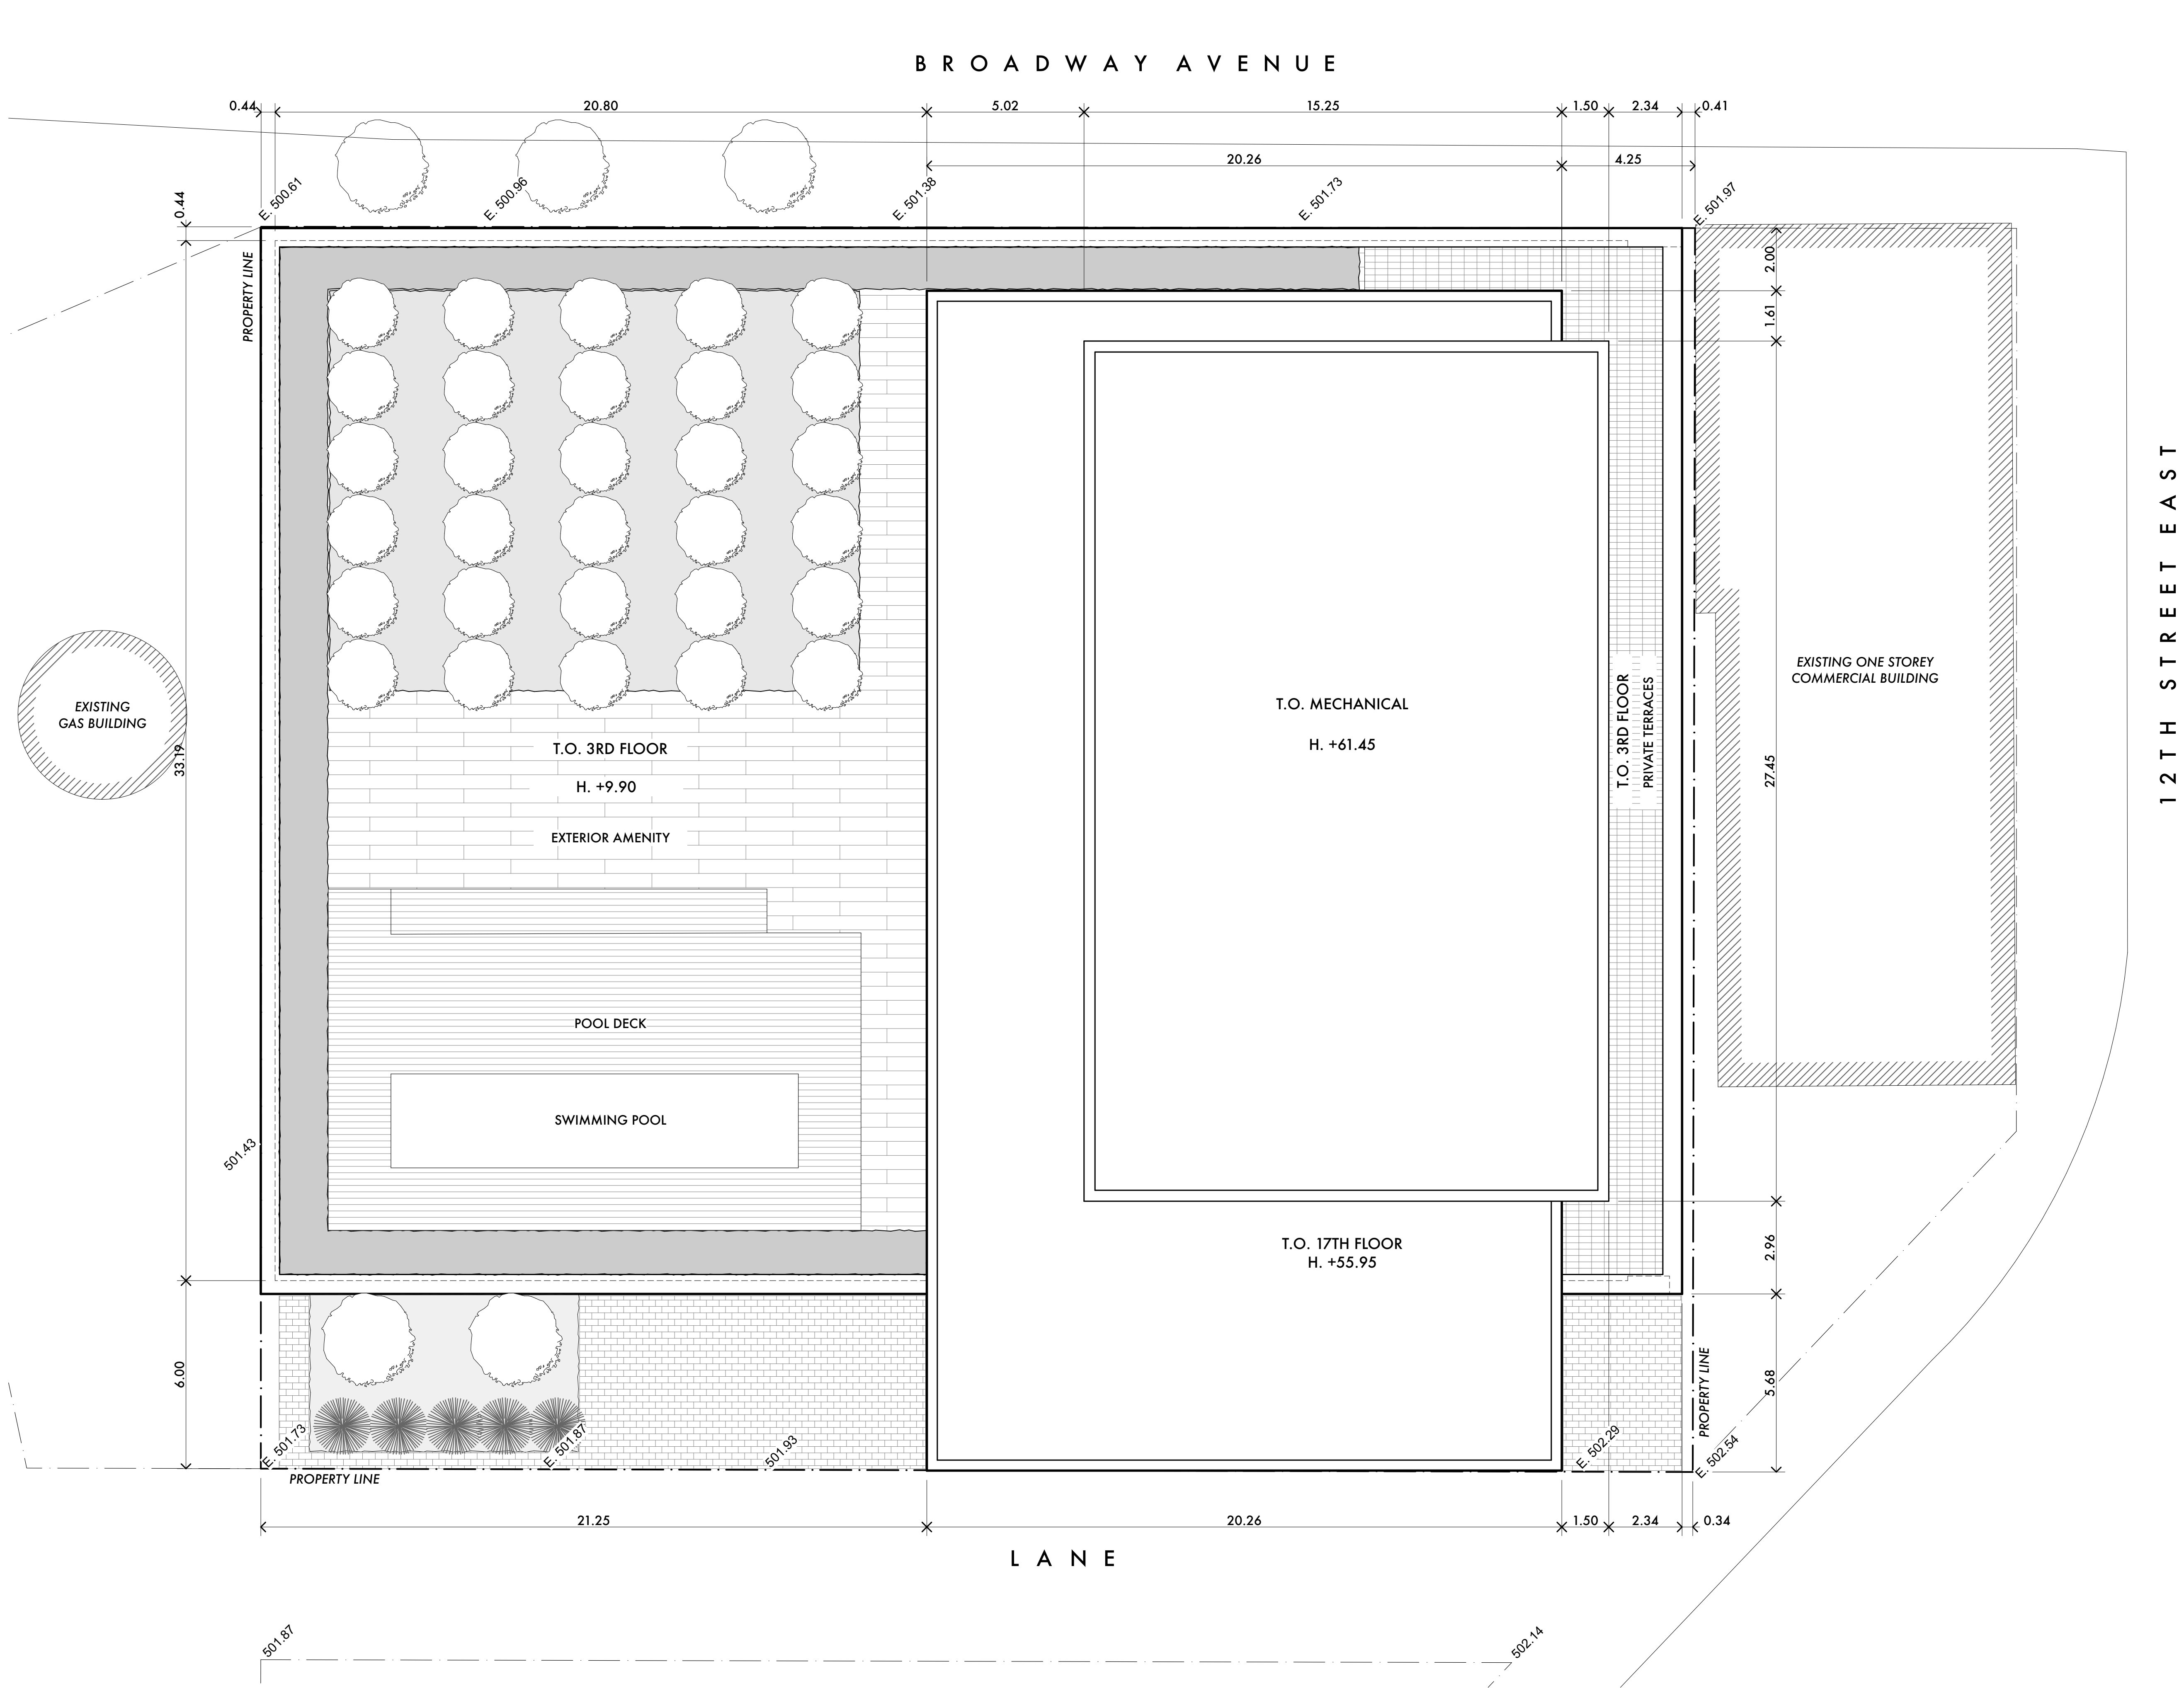 BROADWAY AVENUE
0.44
20.80
5.02
15.25
1.50
2.34
0.41
20.26
4.25
0.44
E. 500.61
E. 500.96
E. 501.38
E. 501.73
E. 501.97
PROPERTY LINE
2.00
1.61
12TH STREET EAST
EXISTING
GAS BUILDING
33.19
T.O. 3RD FLOOR
H. +9.90
EXTERIOR AMENITY
T.O. MECHANICAL
H. +61.45
T.O. 3RD FLOOR
PRIVATE TERRACES
EXISTING ONE STOREY
COMMERCIAL BUILDING
27.45
POOL DECK
SWIMMING POOL
501.43
T.O. 17TH FLOOR
H. +55.95
2.96
6.00
5.68
PROPERTY LINE
E. 501.73
E. 501.87
501.93
E. 502.29
E. 502.54
PROPERTY LINE
21.25
20.26
1.50
2.34
0.34
LANE
501.87
502.14